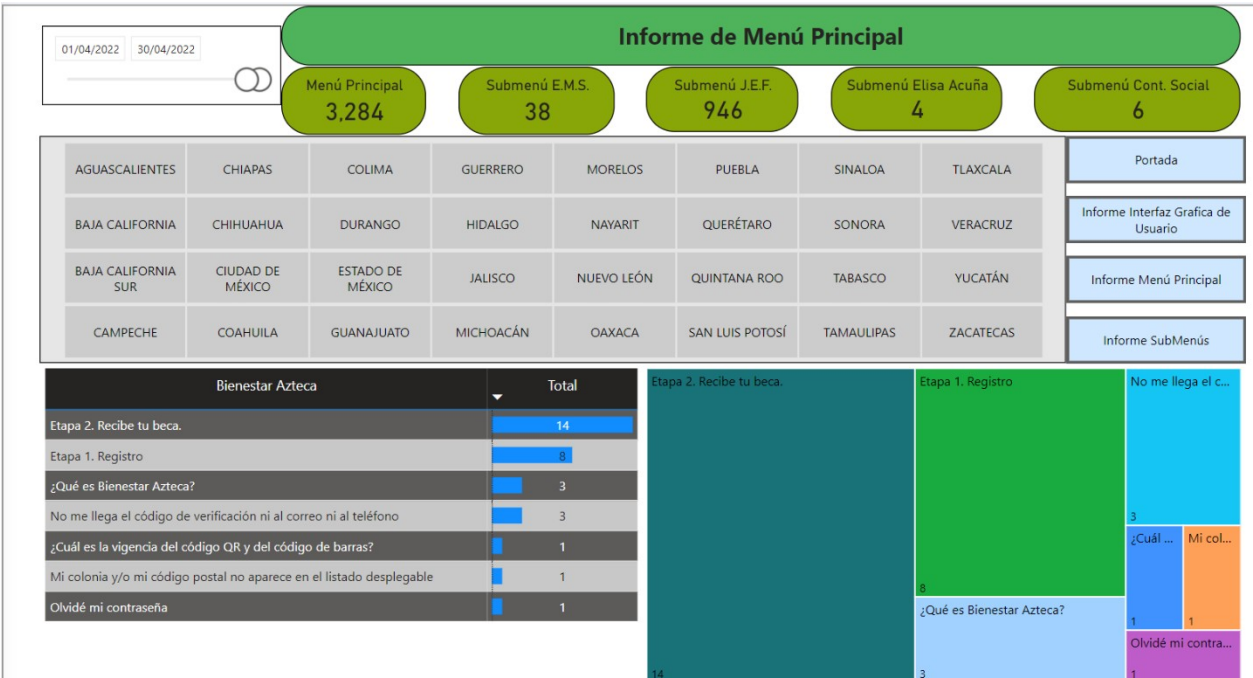 01/04/2022 30/04/2022
Informe de Menú Principal
Menú Principal
3,284
Submenú E.M.S.
38
Submenú J.E.F.
946
Submenú Elisa Acuña
4
Submenú Cont. Social
6
AGUASCALIENTES CHIAPAS COLIMA GUERRERO MORELOS PUEBLA SINALOA TLAXCALA
BAJA CALIFORNIA CHIHUAHUA DURANGO HIDALGO NAYARIT QUERÉTARO SONORA VERACRUZ
BAJA CALIFORNIA SUR CIUDAD DE MÉXICO ESTADO DE MÉXICO JALISCO NUEVO LEÓN QUINTANA ROO TABASCO YUCATÁN
CAMPECHE COAHUILA GUANAJUATO MICHOACÁN OAXACA SAN LUIS POTOSÍ TAMAULIPAS ZACATECAS
Portada
Informe Interfaz Grafica de
Usuario
Informe Menú Principal
Informe SubMenús
Bienestar Azteca Total
Etapa 2. Recibe tu beca. 14
Etapa 1. Registro 8
¿Qué es Bienestar Azteca? 3
No me llega el código de verificación ni al correo ni al teléfono 3
¿Cuál es la vigencia del código QR y del código de barras? 1
Mi colonia y/o mi código postal no aparece en el listado desplegable 1
Olvidé mi contraseña 1
Etapa 2. Recibe tu beca.
14
Etapa 1. Registro
8
¿Qué es Bienestar Azteca?
3
No me llega el c...
3
¿Cuál ...
1
Mi col...
1
Olvidé mi contra...
1